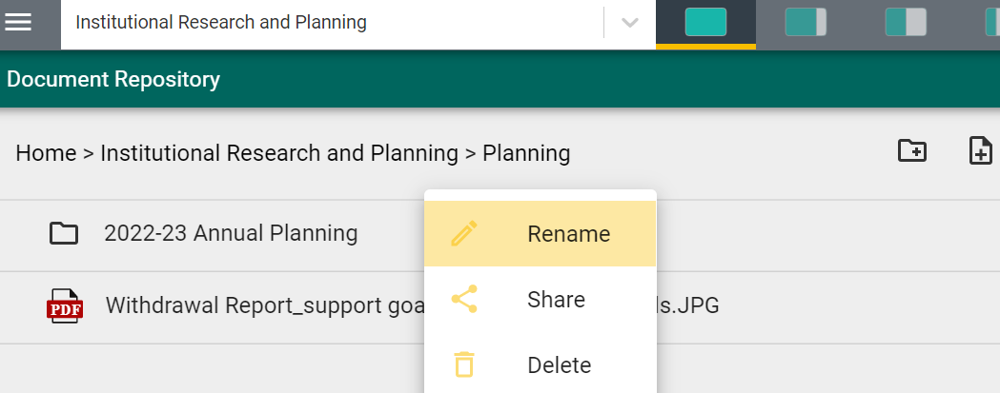 Institutional Research and Planning
Document Repository
Home > Institutional Research and Planning > Planning
2022-23 Annual Planning
Rename
Share
PDF Withdrawal Report_support goa ls.JPG
Delete